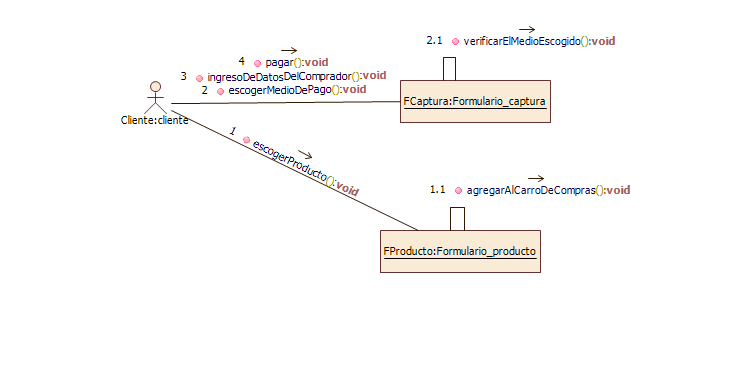 2.1 verificarElMedioEscogido():void
4 pagar():void
3 ingresoDeDatosDelComprador():void
2 escogerMedioDePago():void
FCaptura:Formulario_captura
Cliente:cliente
1 escogerProducto():void
1.1 agregarAlCarroDeCompras():void
FProducto:Formulario_producto